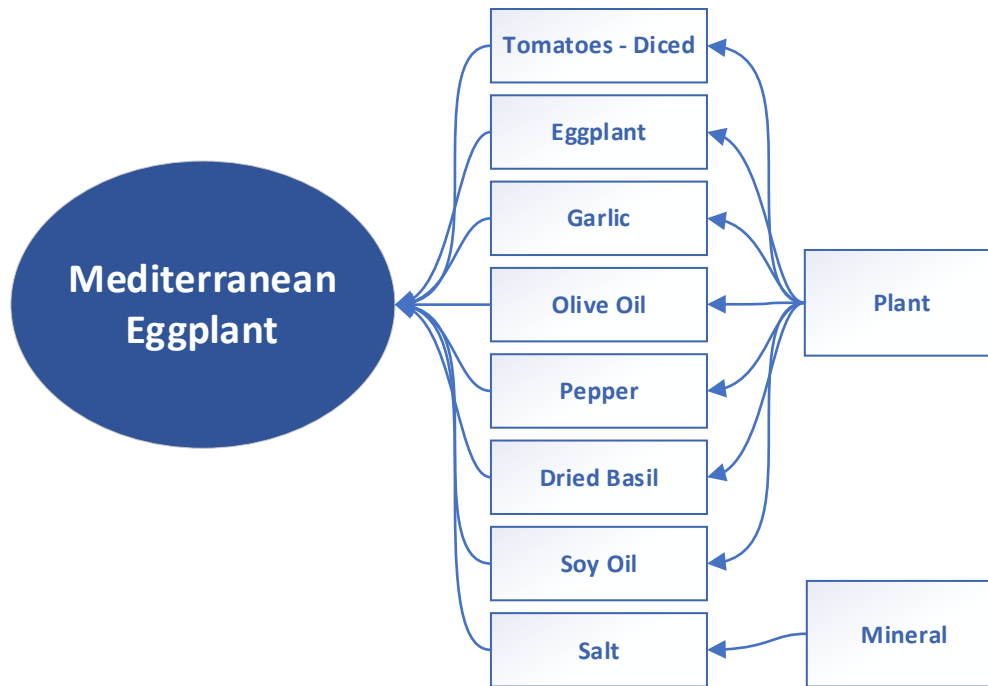 Mediterranean
Eggplant
Tomatoes - Diced
Eggplant
Garlic
Olive Oil
Pepper
Dried Basil
Soy Oil
Salt
Plant
Mineral